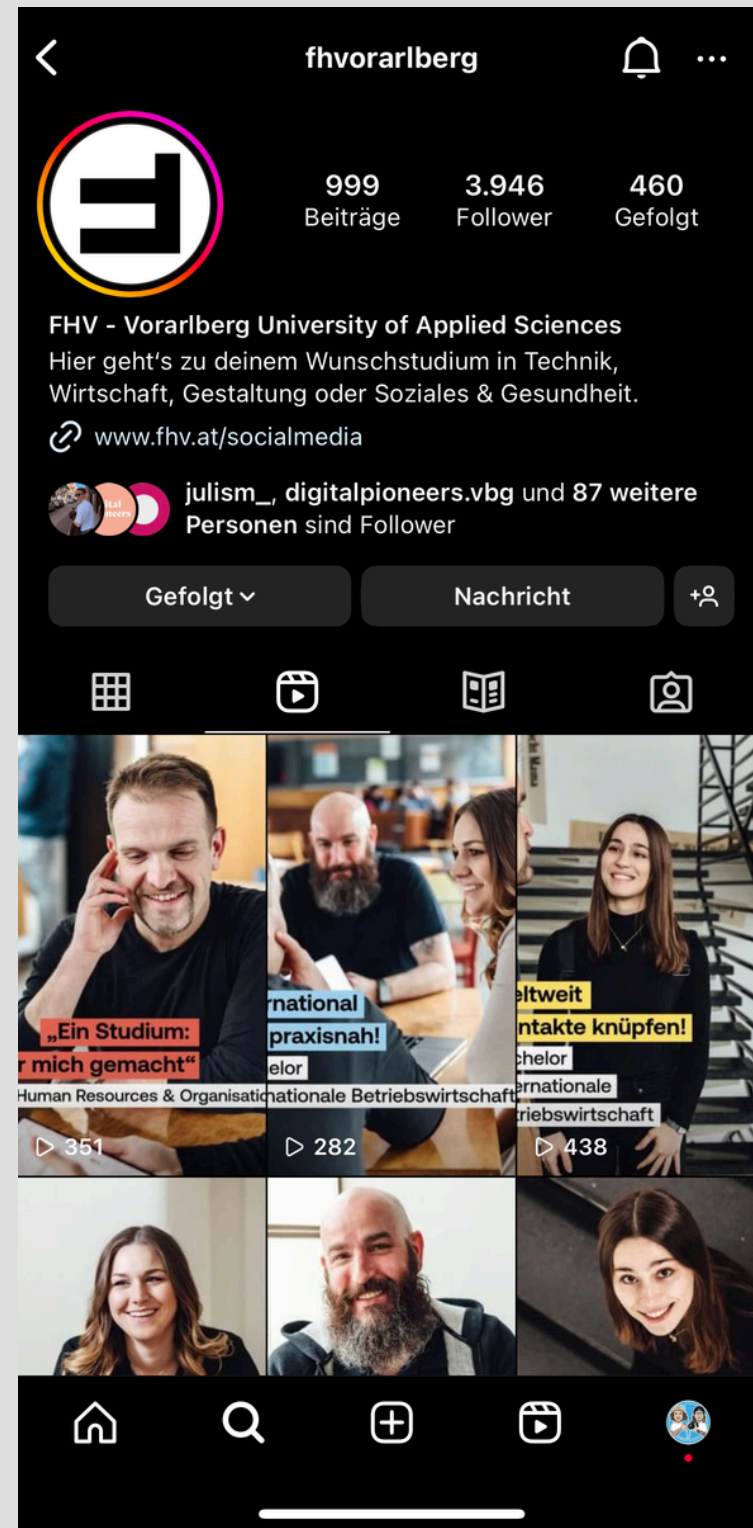 fhvorarlberg
999
3.946
460
Beiträge
Follower
Gefolgt
FHV - Vorarlberg University of Applied Sciences
Hier geht's zu deinem Wunschstudium in Technik,
Wirtschaft, Gestaltung oder Soziales & Gesundheit.
www.fhv.at/socialmedia
julism_, digitalpioneers.vbg und 87 weitere
Personen sind Follower
Gefolgt
Nachricht
„Ein Studium:
r mich gemacht“
Human Resources & Organisatio
351
rnational
praxisnah!
elor
nationale Betriebswirtschaft
282
eltweit
ntakte knüpfen!
chelor
ernationale
triebswirtschaft
438